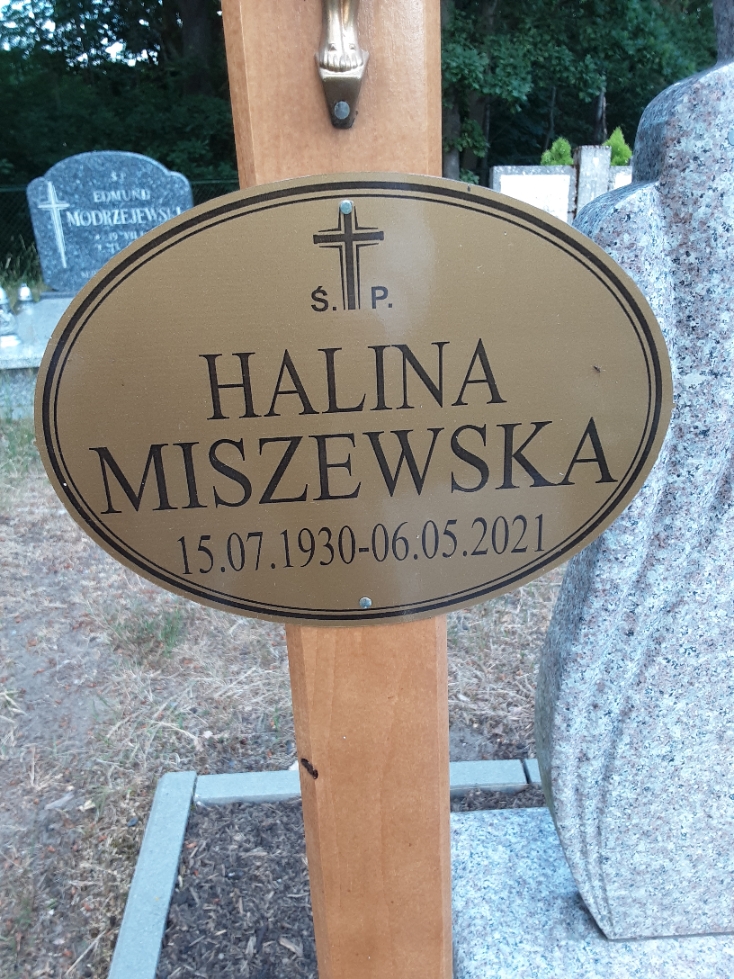 Ś. P.
HALINA
MISZEWSKA
15.07.1930-06.05.2021
EDMUND
MODRZEJEWSKI